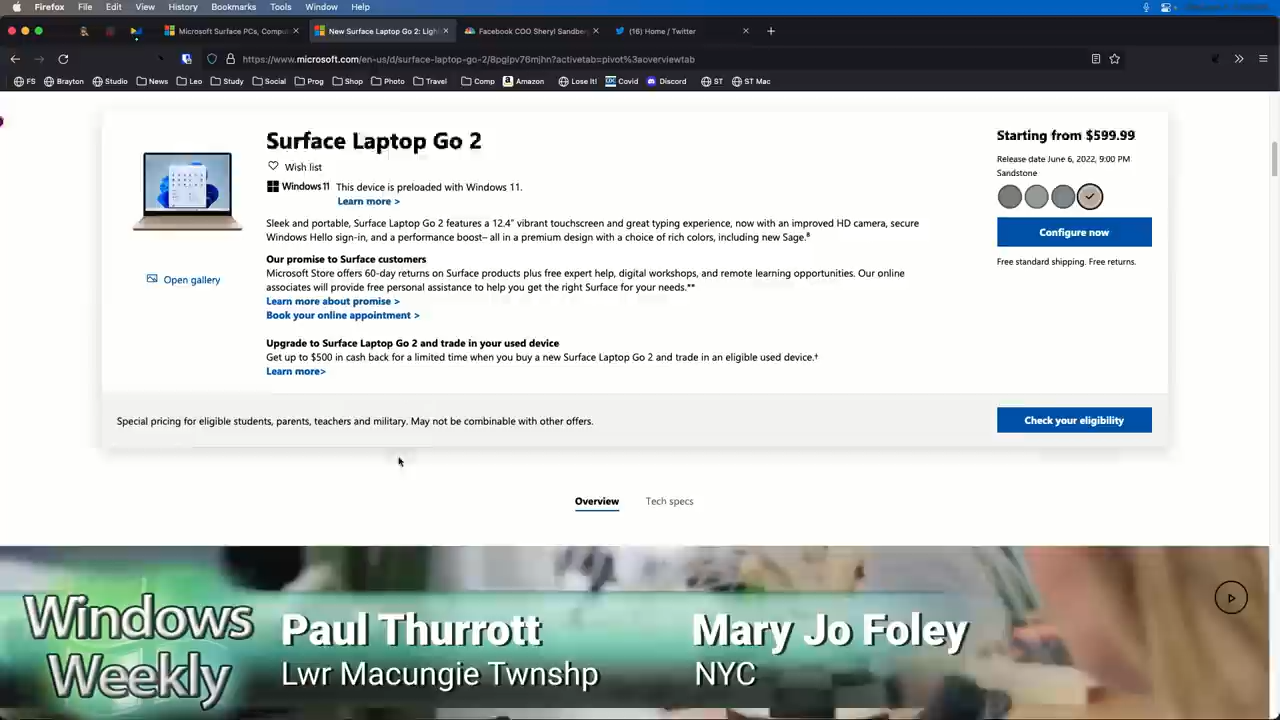 Firefox File Edit View History Bookmarks Tools Window Help
Microsoft Surface PCs, Comput
New Surface Laptop Go 2: Ligh
Facebook COO Sheryl Sandber
(16) Home / Twitter
https://www.microsoft.com/en-us/d/surface-laptop-go-2/8pglpv76mjhn?activetab=pivot%3aoverviewtab
FS Brayton Studio News Leo Study Social Prog Shop Photo Travel Comp Amazon Lose It! Covid Discord ST ST Mac
Surface Laptop Go 2
Wish list
Windows 11 This device is preloaded with Windows 11.
Learn more >
Sleek and portable, Surface Laptop Go 2 features a 12.4" vibrant touchscreen and great typing experience, now with an improved HD camera, secure
Windows Hello sign-in, and a performance boost– all in a premium design with a choice of rich colors, including new Sage.⁸
Our promise to Surface customers
Microsoft Store offers 60-day returns on Surface products plus free expert help, digital workshops, and remote learning opportunities. Our online
associates will provide free personal assistance to help you get the right Surface for your needs.**
Learn more about promise >
Book your online appointment >
Upgrade to Surface Laptop Go 2 and trade in your used device
Get up to $500 in cash back for a limited time when you buy a new Surface Laptop Go 2 and trade in an eligible used device.†
Learn more>
Open gallery
Starting from $599.99
Release date June 6, 2022, 9:00 PM
Sandstone
Configure now
Free standard shipping. Free returns.
Special pricing for eligible students, parents, teachers and military. May not be combinable with other offers.
Check your eligibility
Overview Tech specs
Windows
Weekly
Paul Thurrott
Lwr Macungie Twnshp
Mary Jo Foley
NYC